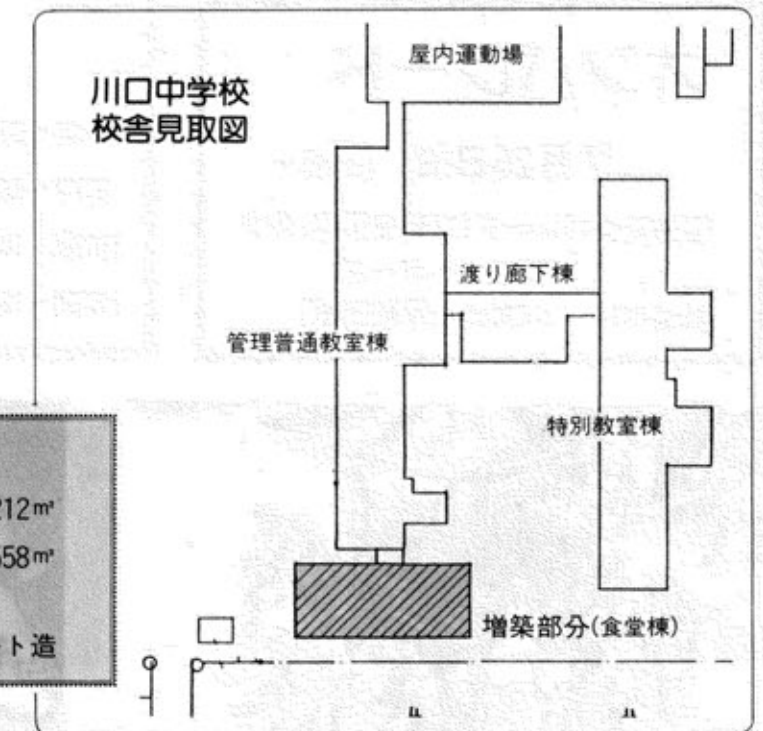 川口中学校
校舎見取図
屋内運動場
渡り廊下棟
管理普通教室棟
特別教室棟
212㎡
558㎡
ト造
増築部分(食堂棟)